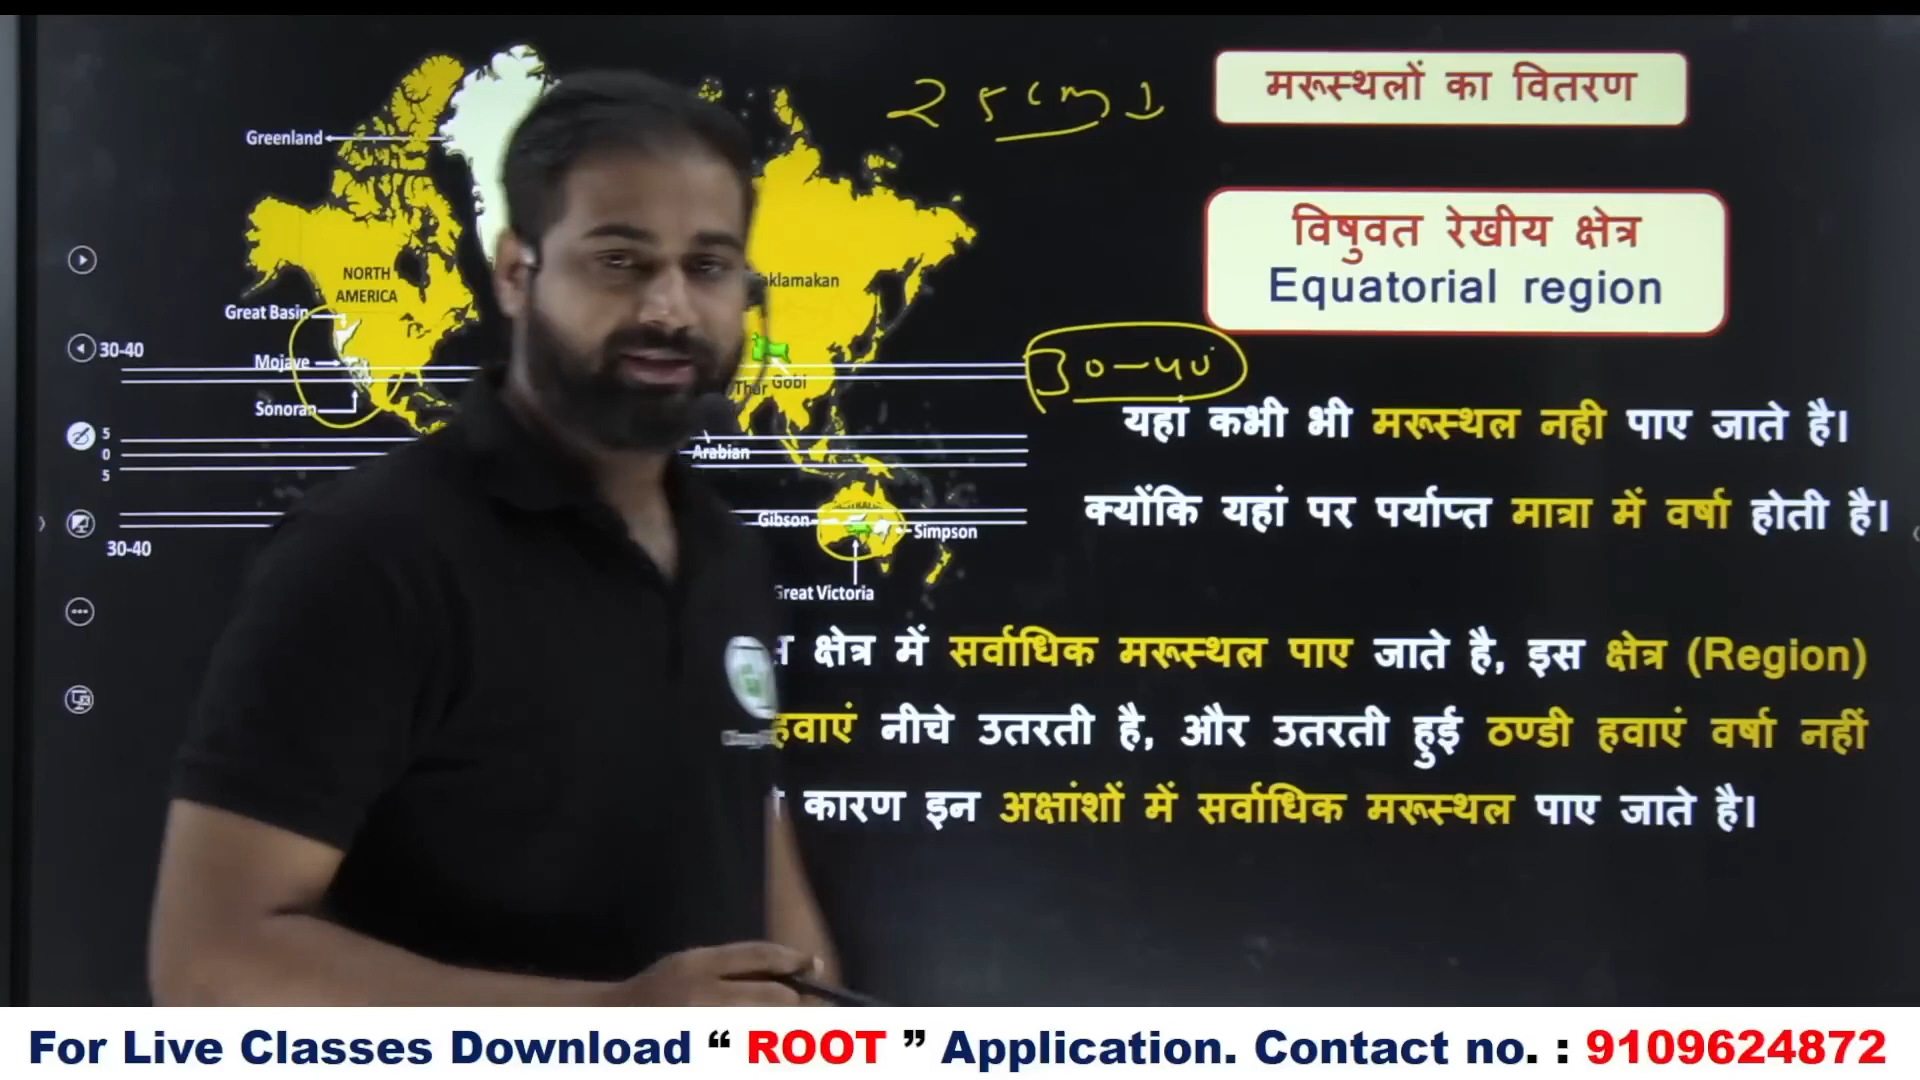 25 cm ↓
मरूस्थलों का वितरण
Greenland
विषुवत रेखीय क्षेत्र
Equatorial region
NORTH
AMERICA
aklamakan
Great Basin
30-40
Mojave
30-40
Thar Gobi
Sonoran
यहां कभी भी मरूस्थल नही पाए जाते है।
5
0
5
Arabian
क्योंकि यहां पर पर्याप्त मात्रा में वर्षा होती है।
Gibson
Simpson
30-40
Great Victoria
क्षेत्र में सर्वाधिक मरूस्थल पाए जाते है, इस क्षेत्र (Region)
हवाएं नीचे उतरती है, और उतरती हुई ठण्डी हवाएं वर्षा नहीं
कारण इन अक्षांशों में सर्वाधिक मरूस्थल पाए जाते है।
For Live Classes Download “ ROOT ” Application. Contact no. : 9109624872